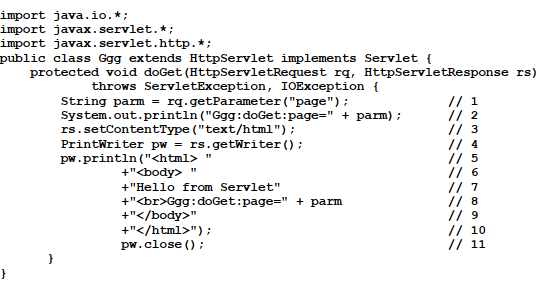 import java.io.*;
import javax.servlet.*;
import javax.servlet.http.*;
public class Ggg extends HttpServlet implements Servlet {
    protected void doGet(HttpServletRequest rq, HttpServletResponse rs)
            throws ServletException, IOException {
        String parm = rq.getParameter("page");             // 1
        System.out.println("Ggg:doGet:page=" + parm);      // 2
        rs.setContentType("text/html");                    // 3
        PrintWriter pw = rs.getWriter();                   // 4
        pw.println("<html> "                               // 5
                +"<body> "                                 // 6
                +"Hello from Servlet"                      // 7
                +"<br>Ggg:doGet:page=" + parm              // 8
                +"</body>"                                 // 9
                +"</html>");                               // 10
                pw.close();                                // 11
      }
}